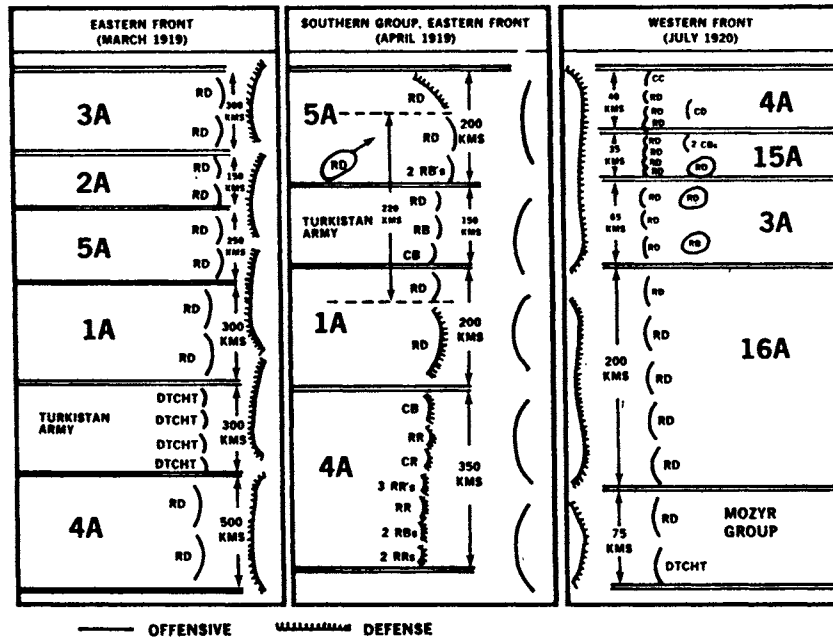 EASTERN FRONT
(MARCH 1919)
3A
RD
RD
300
KMS
2A
RD
RD
150
KMS
5A
RD
RD
250
KMS
1A
RD
RD
300
KMS
TURKISTAN
ARMY
DTCHT
DTCHT
DTCHT
DTCHT
300
KMS
4A
RD
RD
500
KMS
SOUTHERN GROUP, EASTERN FRONT
(APRIL 1919)
5A
RD
RD
RD
2 RB's
200
KMS
220
KMS
TURKISTAN
ARMY
RD
RB
CB
150
KMS
1A
RD
RD
200
KMS
4A
CB
RR
CR
3 RR's
RR
2 RBs
2 RRs
350
KMS
WESTERN FRONT
(JULY 1920)
CC
RD
RD
RD
CD
4A
60
KMS
RD
RD
RD
RD
2 CBs
RD
15A
35
KMS
RD
RD
RD
RD
RB
3A
65
KMS
RD
RD
RD
RD
RD
16A
200
KMS
RD
DTCHT
MOZYR
GROUP
75
KMS
OFFENSIVE
DEFENSE